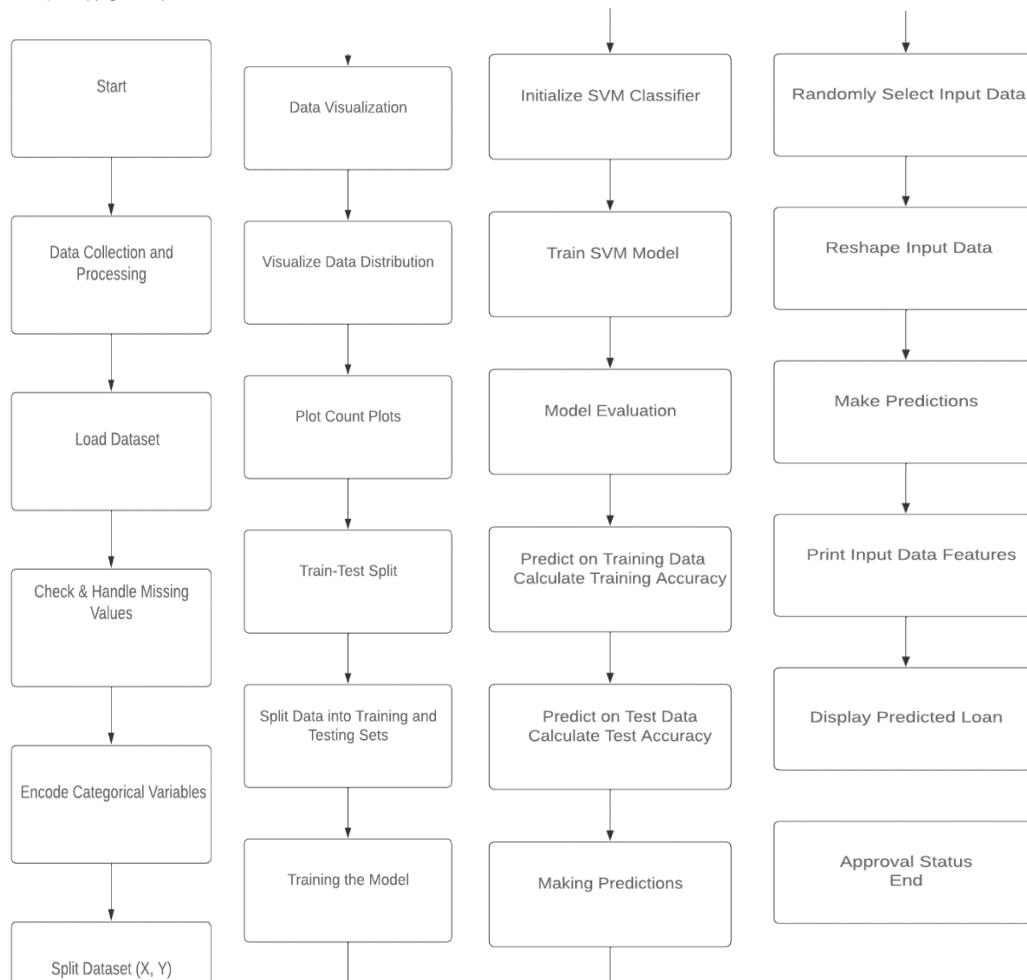 Start
Data Collection and
Processing
Load Dataset
Check & Handle Missing
Values
Encode Categorical Variables
Split Dataset (X, Y)
Data Visualization
Visualize Data Distribution
Plot Count Plots
Train-Test Split
Split Data into Training and
Testing Sets
Training the Model
Initialize SVM Classifier
Train SVM Model
Model Evaluation
Predict on Training Data
Calculate Training Accuracy
Predict on Test Data
Calculate Test Accuracy
Making Predictions
Randomly Select Input Data
Reshape Input Data
Make Predictions
Print Input Data Features
Display Predicted Loan
Approval Status
End